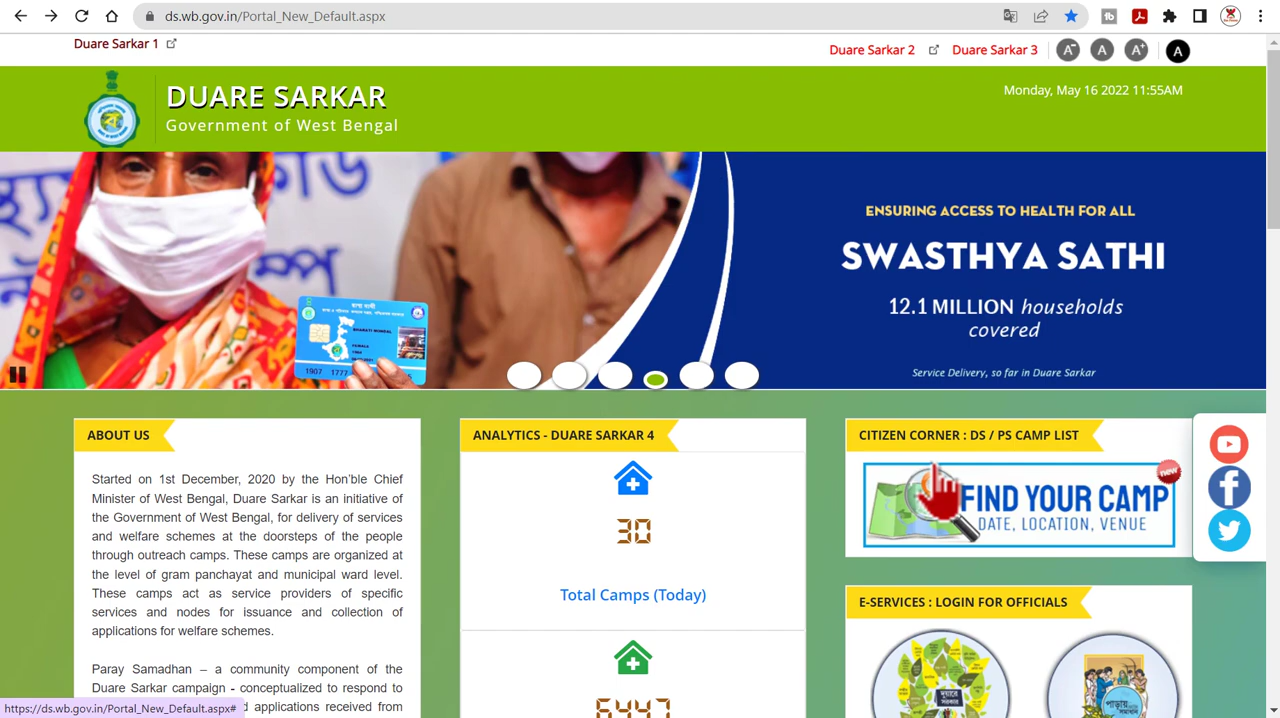 ds.wb.gov.in/Portal_New_Default.aspx
Duare Sarkar 1
Duare Sarkar 2 Duare Sarkar 3 A- A A+ A
DUARE SARKAR
Government of West Bengal
Monday, May 16 2022 11:55AM
ENSURING ACCESS TO HEALTH FOR ALL
SWASTHYA SATHI
12.1 MILLION households
covered
Service Delivery, so far in Duare Sarkar
1907 1777
ABOUT US
Started on 1st December, 2020 by the Hon'ble Chief
Minister of West Bengal, Duare Sarkar is an initiative of
the Government of West Bengal, for delivery of services
and welfare schemes at the doorsteps of the people
through outreach camps. These camps are organized at
the level of gram panchayat and municipal ward level.
These camps act as service providers of specific
services and nodes for issuance and collection of
applications for welfare schemes.
Paray Samadhan – a community component of the
Duare Sarkar campaign - conceptualized to respond to
applications received from
https://ds.wb.gov.in/Portal_New_Default.aspx#
ANALYTICS - DUARE SARKAR 4
30
Total Camps (Today)
6447
CITIZEN CORNER : DS / PS CAMP LIST
new
FIND YOUR CAMP
DATE, LOCATION, VENUE
E-SERVICES : LOGIN FOR OFFICIALS